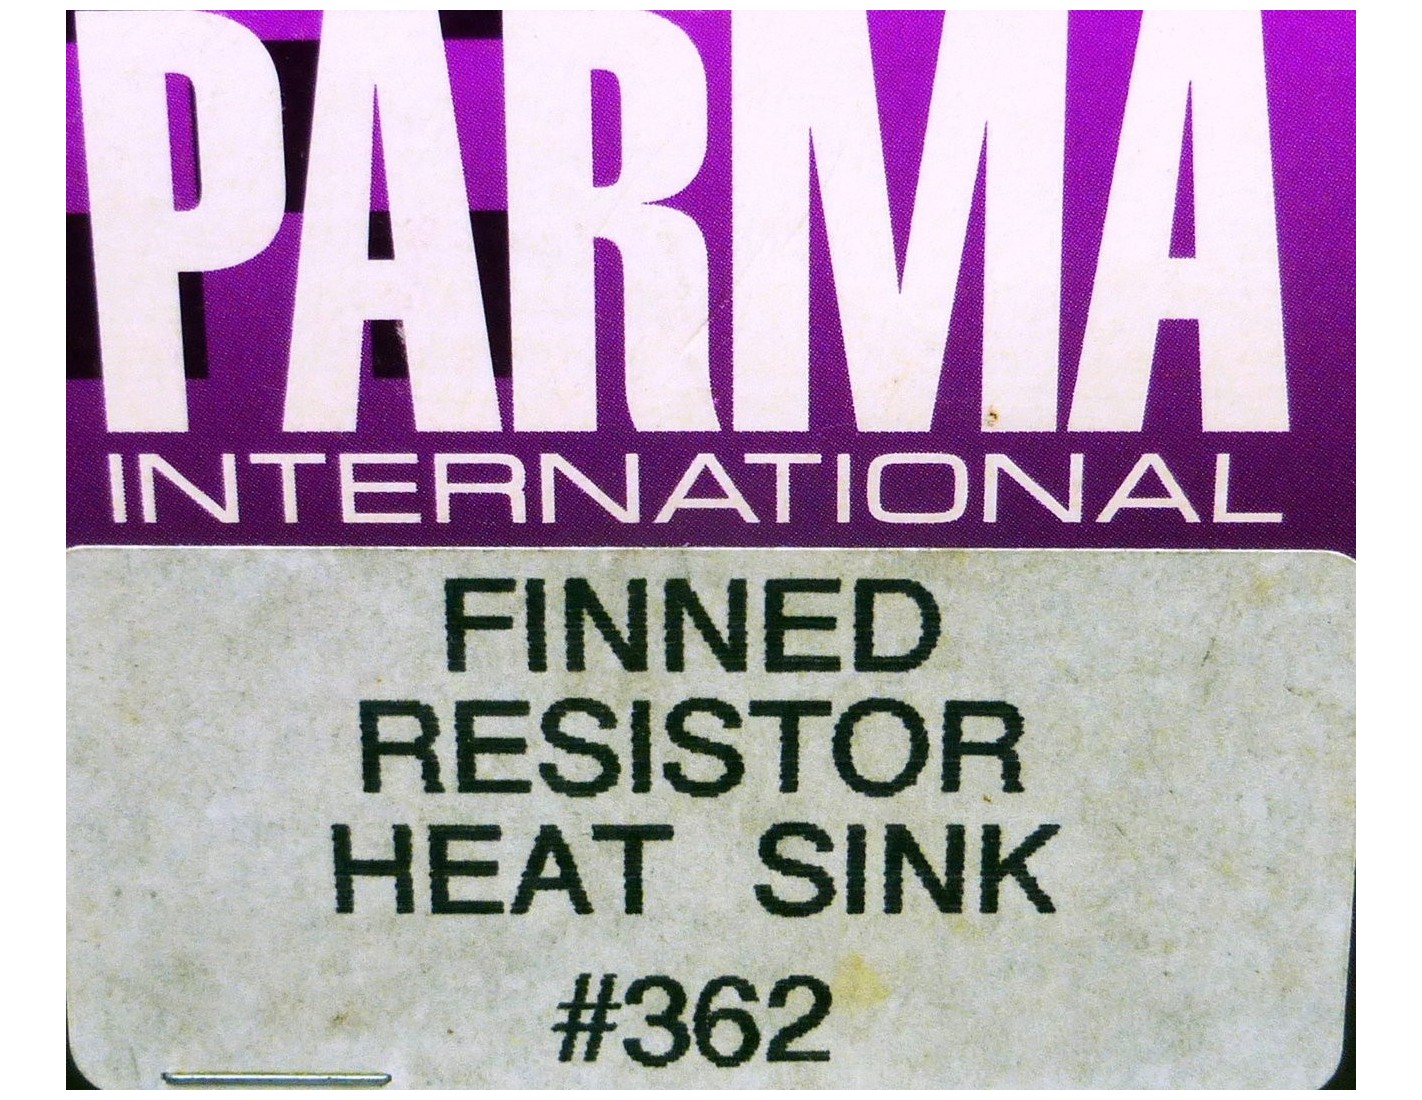 PARMA
INTERNATIONAL
FINNED
RESISTOR
HEAT SINK
#362